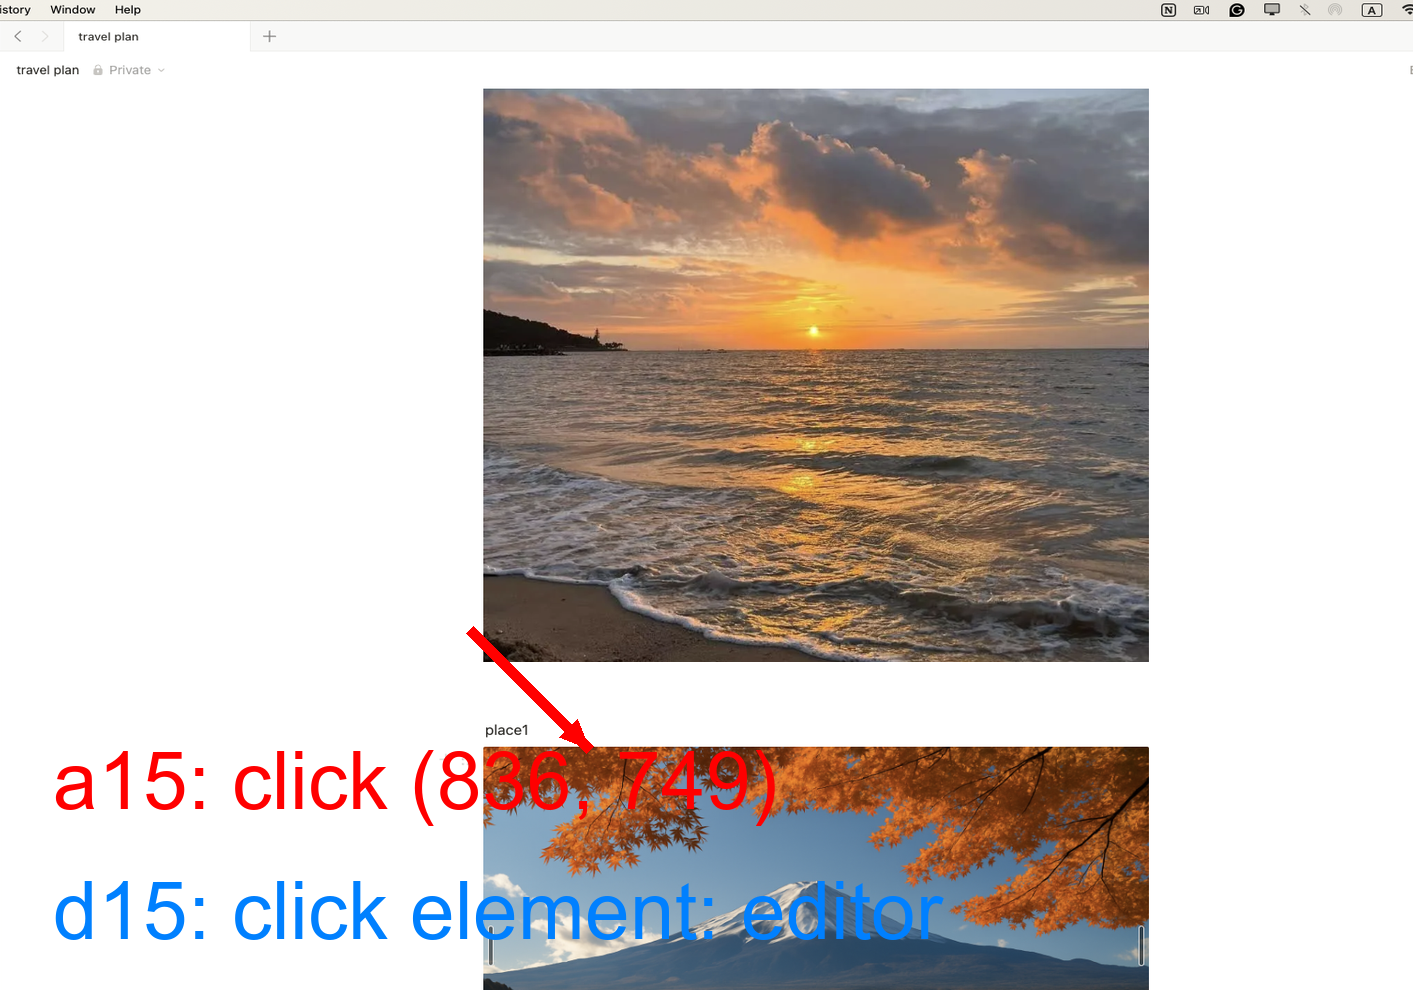 istory Window Help A
travel plan
travel plan Private
place1
a15: click (836, 749)
d15: click element: editor